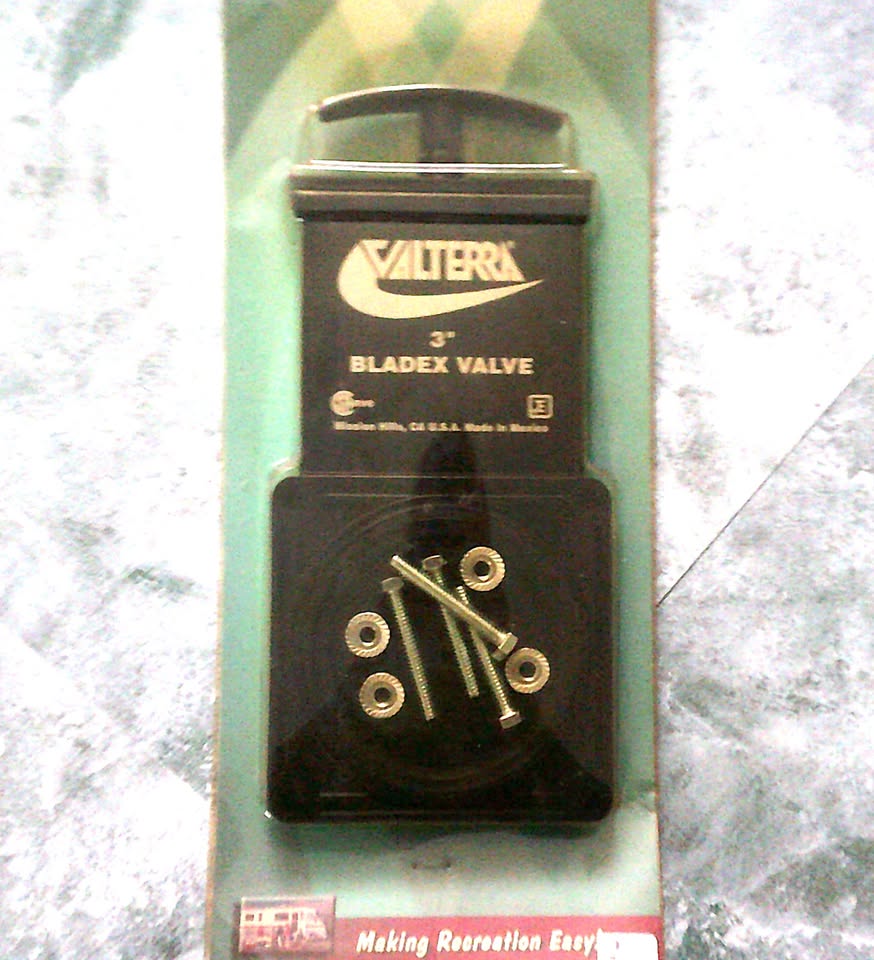 VALTERRA
3"
BLADEX VALVE
Mission Hills, CA U.S.A. Made in Mexico
Making Recreation Easy!